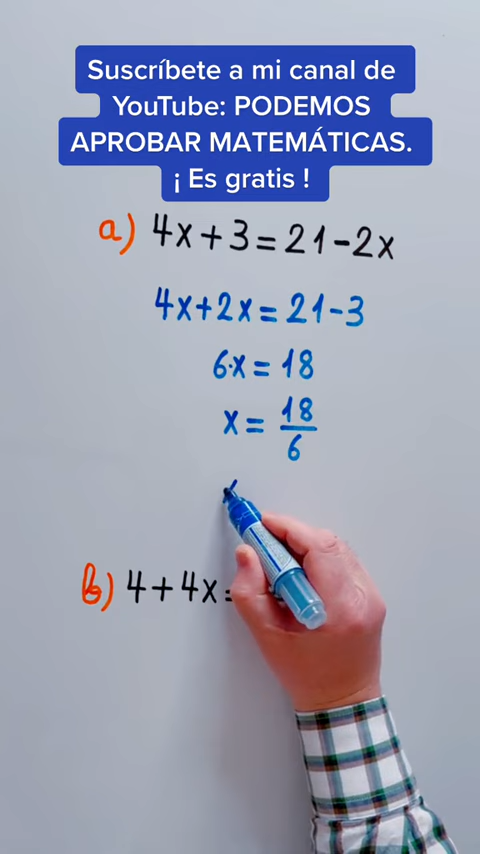 Suscríbete a mi canal de
YouTube: PODEMOS
APROBAR MATEMÁTICAS.
¡ Es gratis !
a) 4x+3=21-2x
4x+2x=21-3
6·x=18
x=18/6
b) 4+4x=